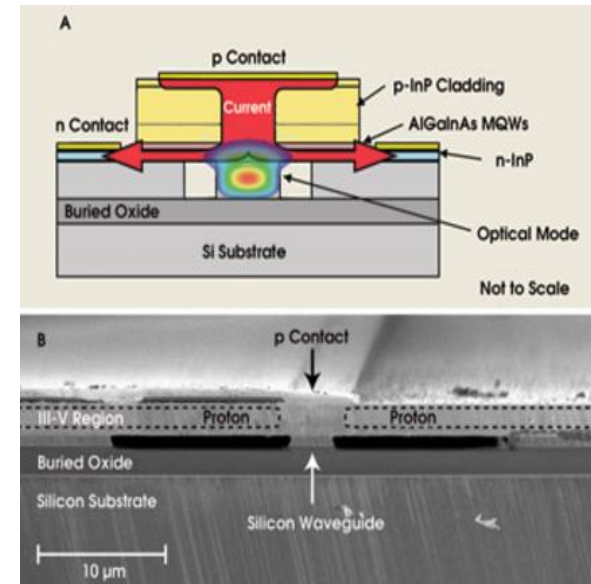 A
p Contact
p-InP Cladding
Current
AlGaInAs MQWs
n Contact
n-InP
Buried Oxide
Optical Mode
Si Substrate
Not to Scale
B
p Contact
III-V Region
Proton
Proton
Buried Oxide
Silicon Substrate
Silicon Waveguide
10 µm